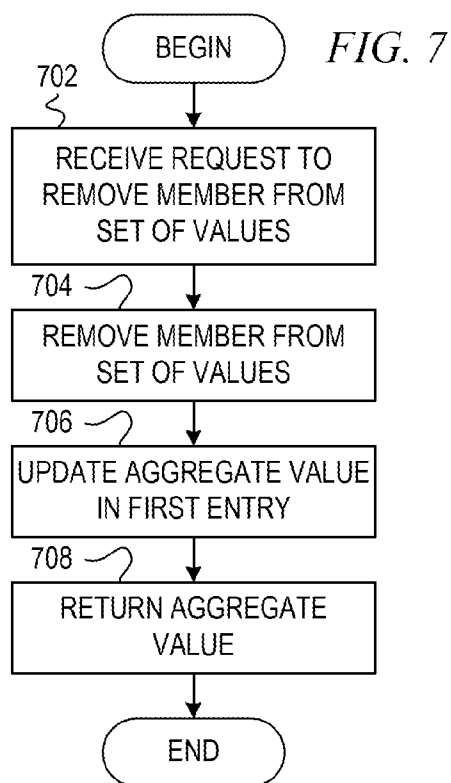 BEGIN
FIG. 7
702
RECEIVE REQUEST TO
REMOVE MEMBER FROM
SET OF VALUES
704
REMOVE MEMBER FROM
SET OF VALUES
706
UPDATE AGGREGATE VALUE
IN FIRST ENTRY
708
RETURN AGGREGATE
VALUE
END